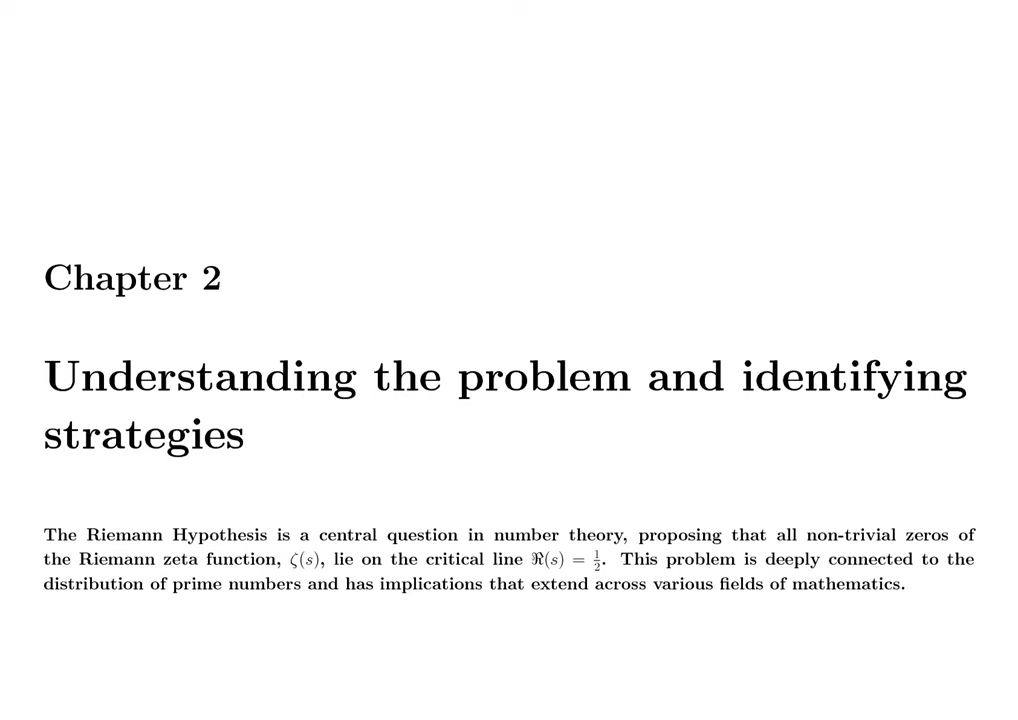 Chapter 2
Understanding the problem and identifying
strategies
The Riemann Hypothesis is a central question in number theory, proposing that all non-trivial zeros of
the Riemann zeta function, ζ(s), lie on the critical line ℜ(s) = 1/2. This problem is deeply connected to the
distribution of prime numbers and has implications that extend across various fields of mathematics.